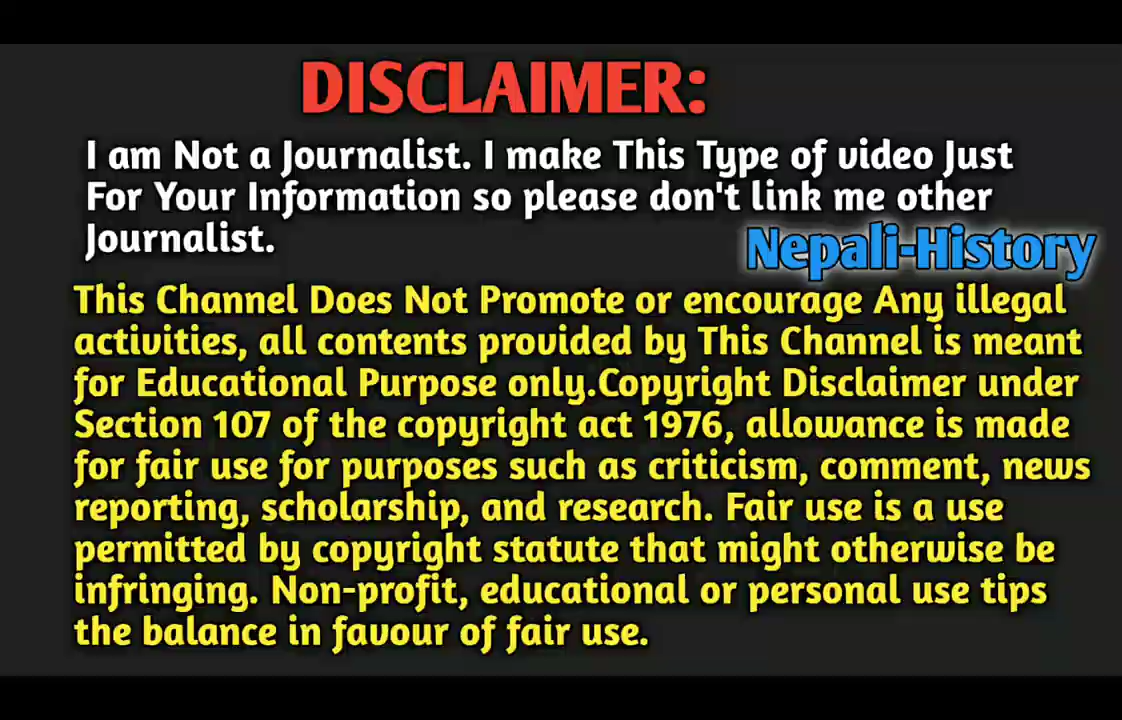 DISCLAIMER:
I am Not a Journalist. I make This Type of video Just
For Your Information so please don't link me other
Journalist.
Nepali-History
This Channel Does Not Promote or encourage Any illegal
activities, all contents provided by This Channel is meant
for Educational Purpose only.Copyright Disclaimer under
Section 107 of the copyright act 1976, allowance is made
for fair use for purposes such as criticism, comment, news
reporting, scholarship, and research. Fair use is a use
permitted by copyright statute that might otherwise be
infringing. Non-profit, educational or personal use tips
the balance in favour of fair use.